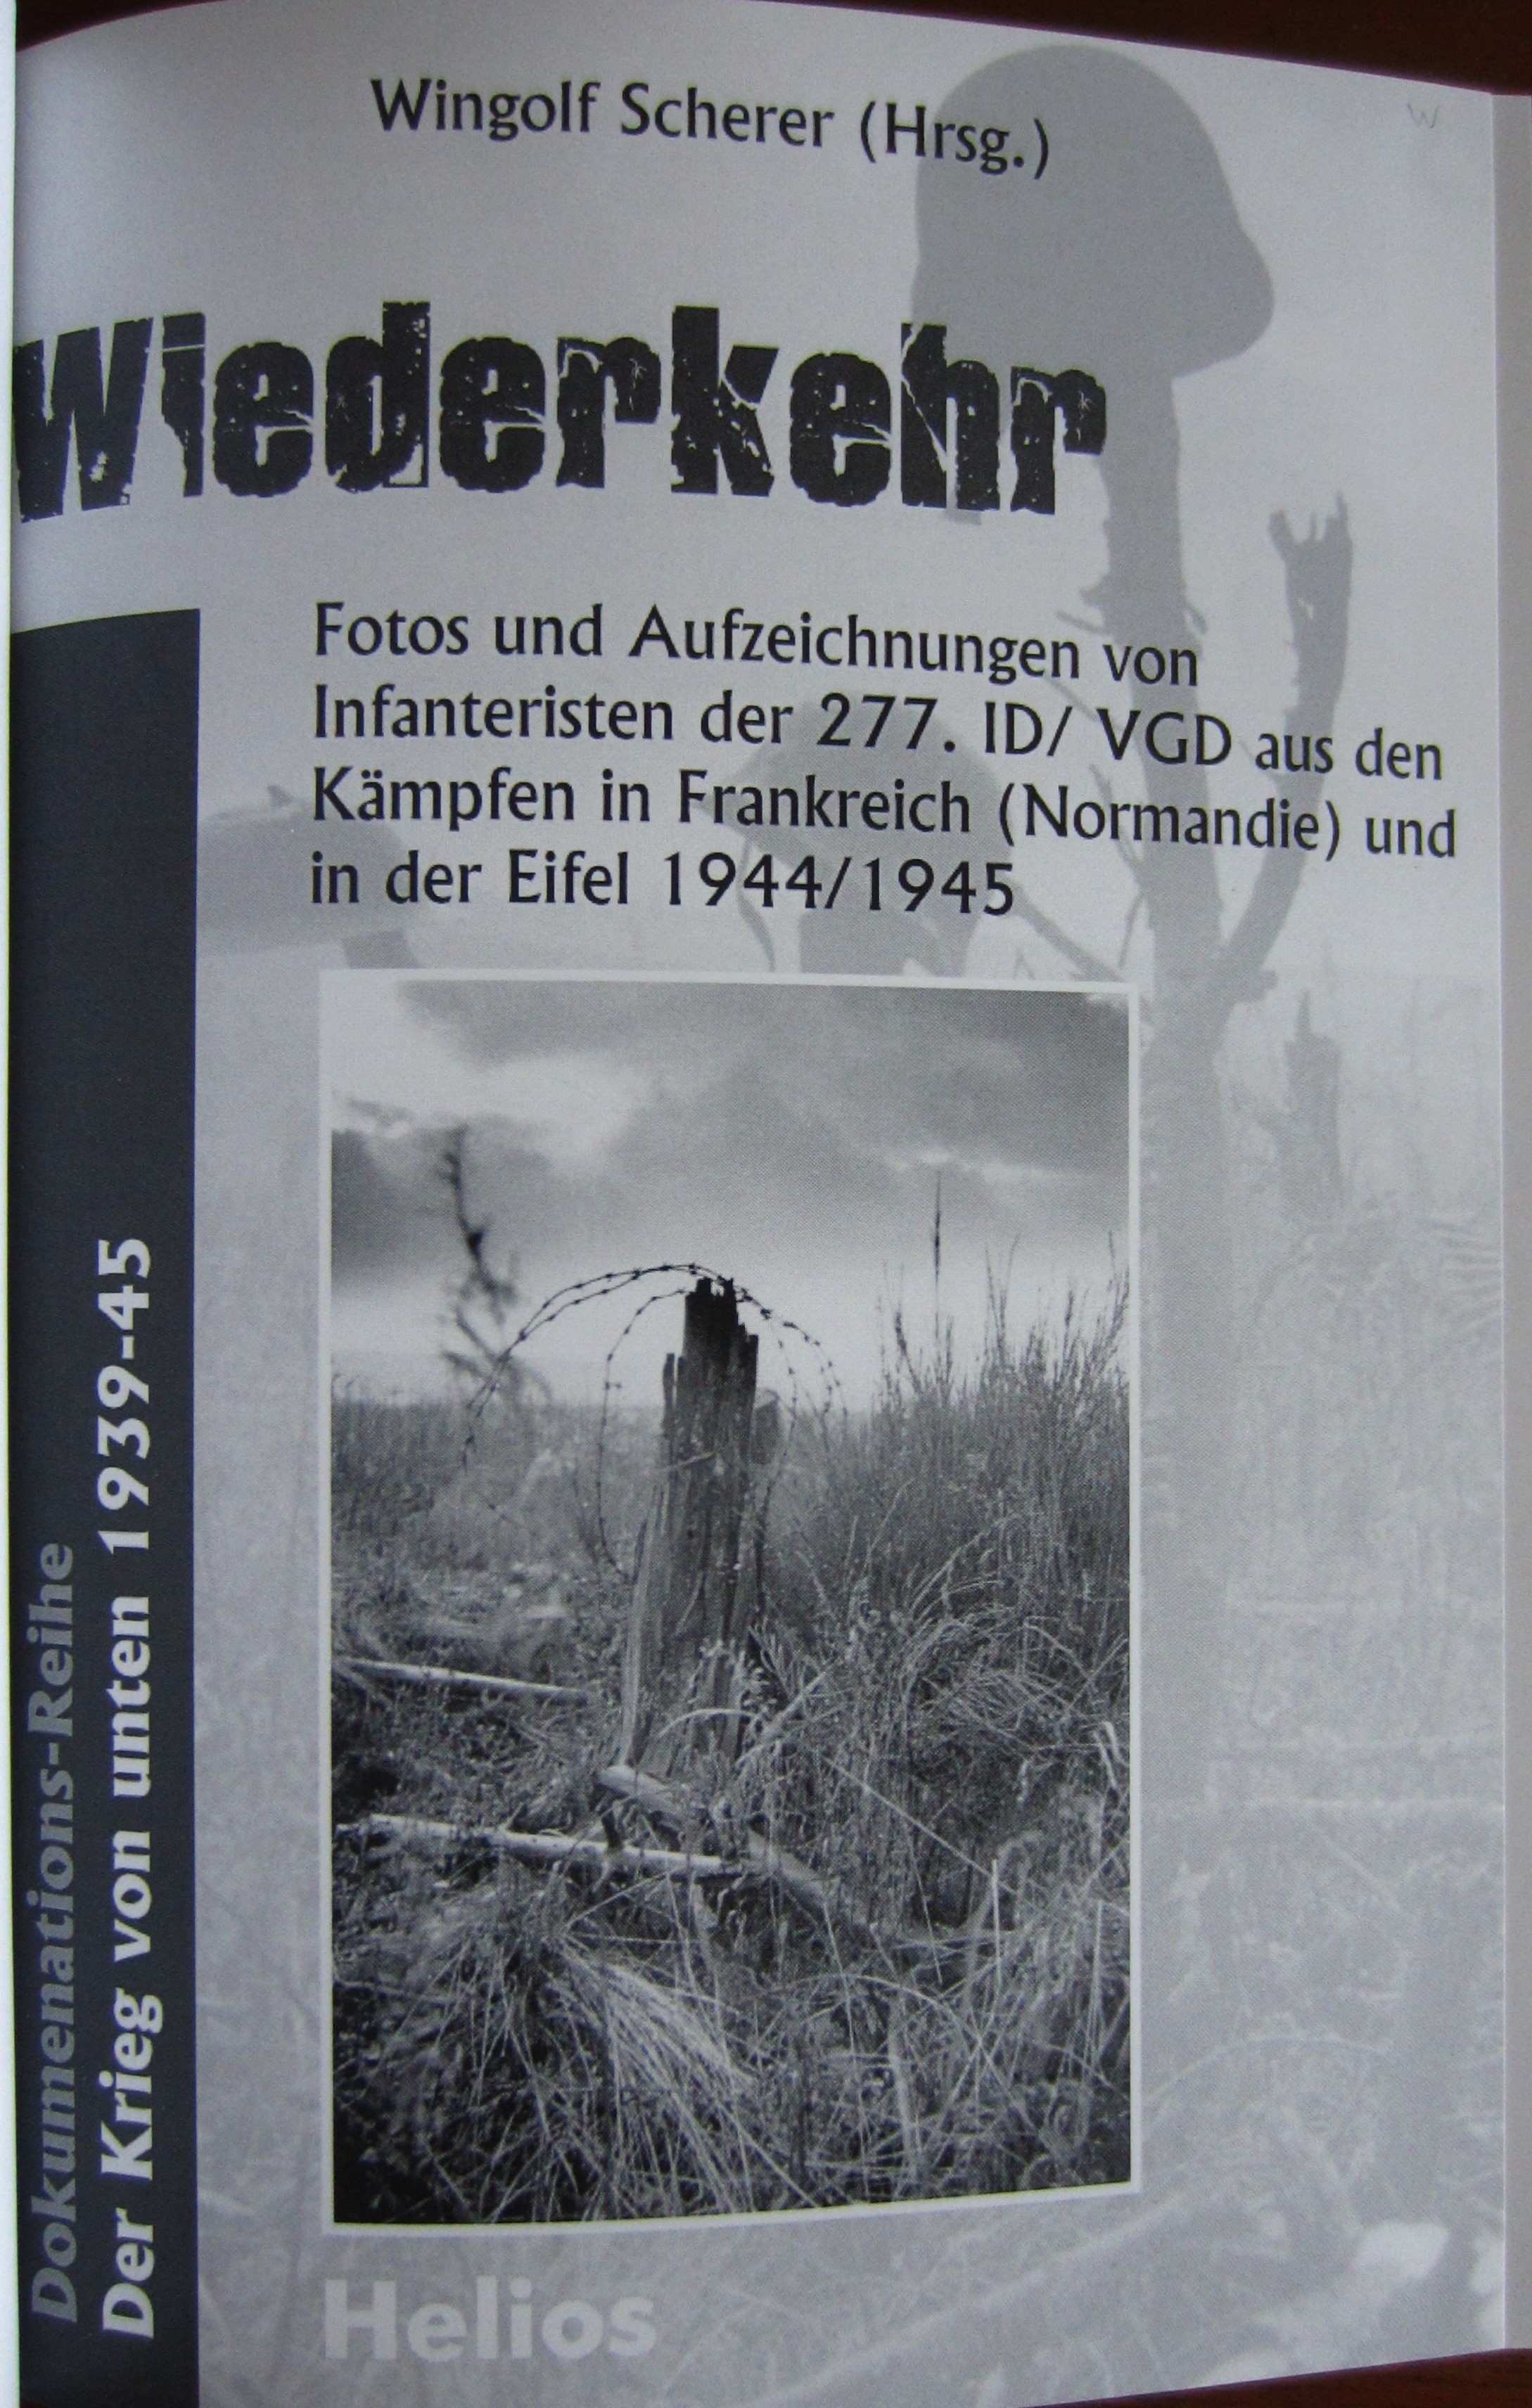 Wingolf Scherer (Hrsg.)
W
Wiederkehr
Fotos und Aufzeichnungen von
Infanteristen der 277. ID/ VGD aus den
Kämpfen in Frankreich (Normandie) und
in der Eifel 1944/1945
Dokumenations-Reihe
Der Krieg von unten 1939-45
Helios